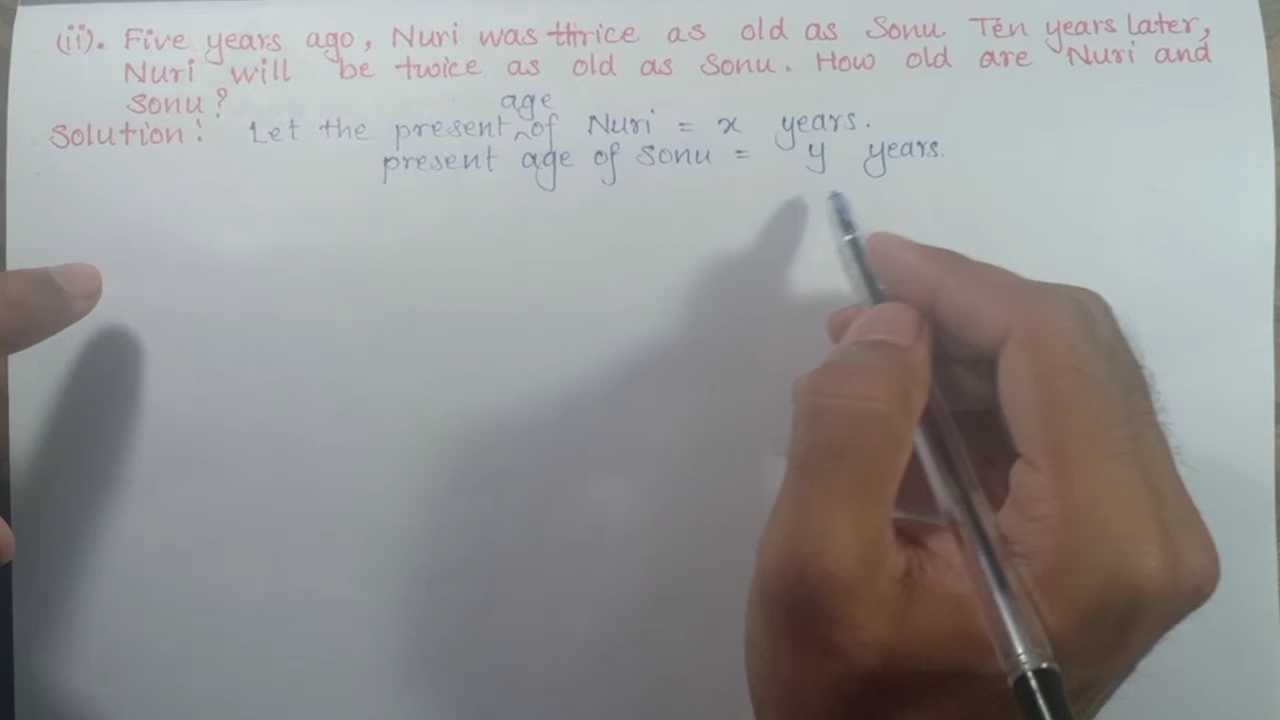 (ii). Five years ago, Nuri was thrice as old as Sonu Ten years later,
Nuri will be twice as old as Sonu. How old are Nuri and
Sonu?
Solution: Let the present age of Nuri = x years.
present age of Sonu = y years.